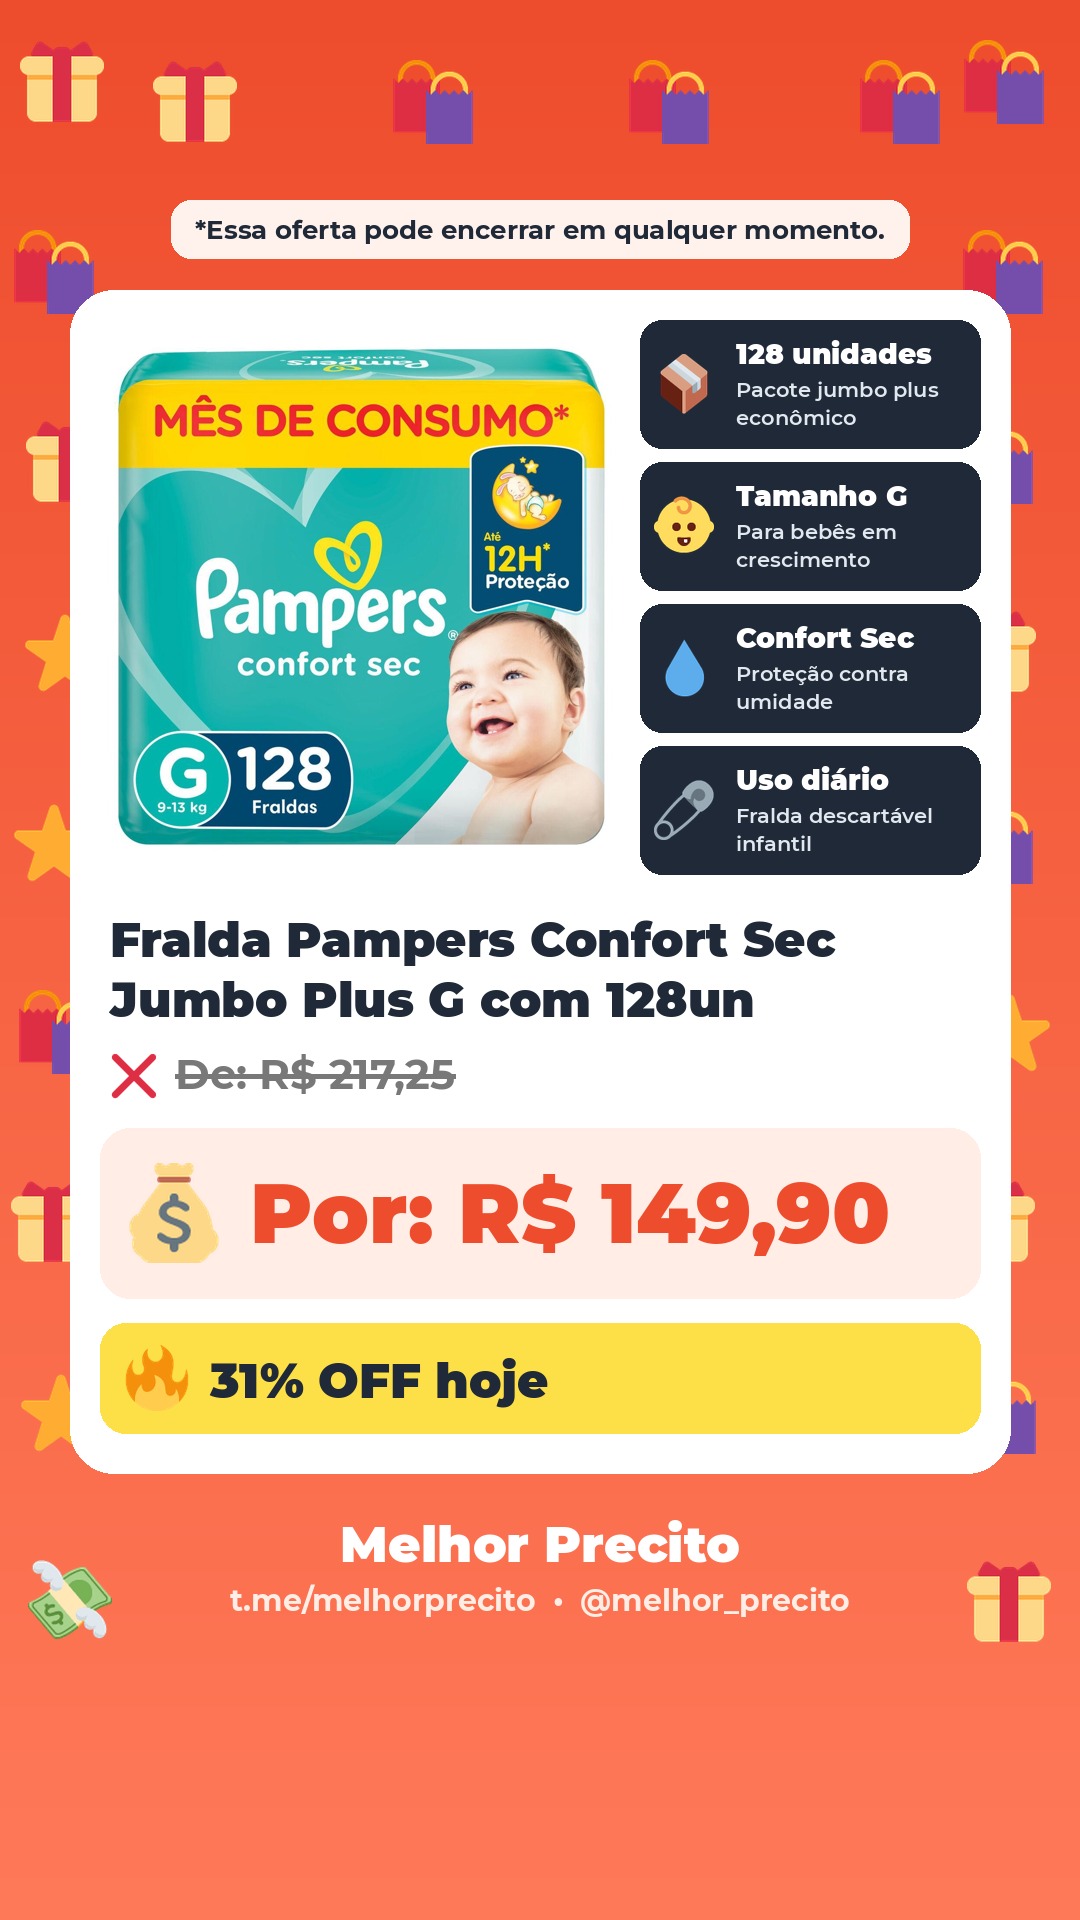 *Essa oferta pode encerrar em qualquer momento.
Pampers
confort sec
MÊS DE CONSUMO*
Até
12H*
Proteção
Pampers®
confort sec
G
9-13 kg
128
Fraldas
128 unidades
Pacote jumbo plus
econômico
Tamanho G
Para bebês em
crescimento
Confort Sec
Proteção contra
umidade
Uso diário
Fralda descartável
infantil
Fralda Pampers Confort Sec
Jumbo Plus G com 128un
De: R$ 217,25
Por: R$ 149,90
31% OFF hoje
Melhor Precito
t.me/melhorprecito • @melhor_precito